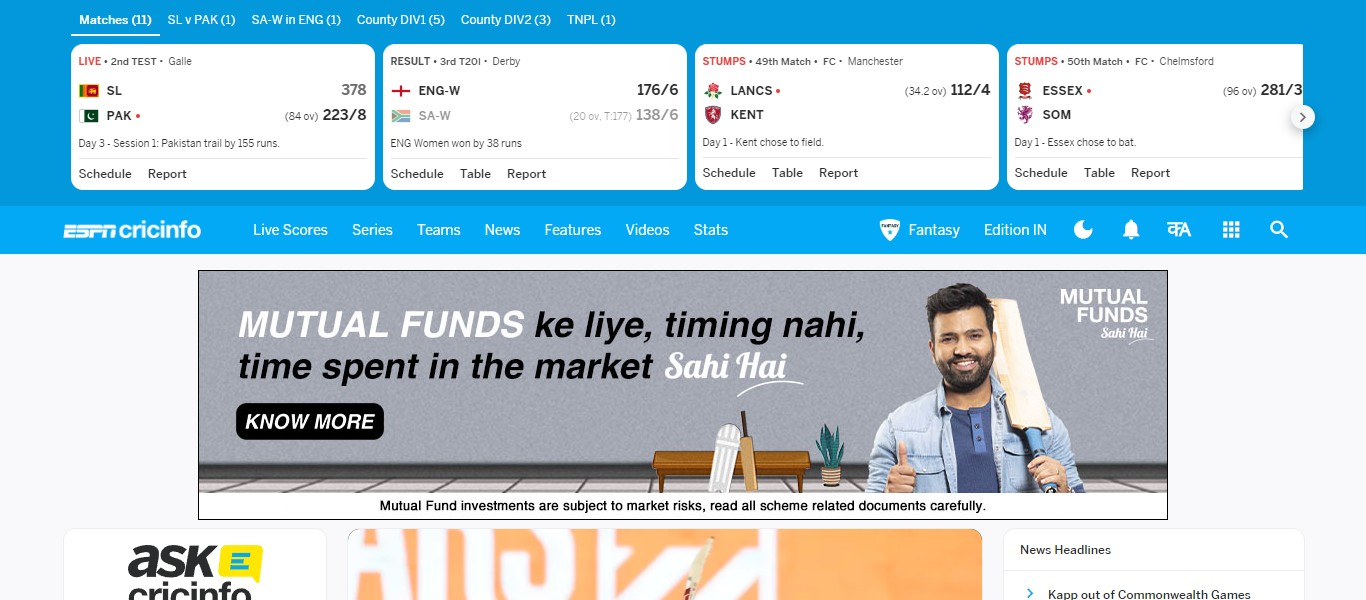 Matches (11) SL v PAK (1) SA-W in ENG (1) County DIV1 (5) County DIV2 (3) TNPL (1)
LIVE • 2nd TEST • Galle
SL 378
PAK • (84 ov) 223/8
Day 3 - Session 1: Pakistan trail by 155 runs.
Schedule Report
RESULT • 3rd T20I • Derby
ENG-W 176/6
SA-W (20 ov, T:177) 138/6
ENG Women won by 38 runs
Schedule Table Report
STUMPS • 49th Match • FC • Manchester
LANCS • (34.2 ov) 112/4
KENT
Day 1 - Kent chose to field.
Schedule Table Report
STUMPS • 50th Match • FC • Chelmsford
ESSEX • (96 ov) 281/3
SOM
Day 1 - Essex chose to bat.
Schedule Table Report
ESPN cricinfo Live Scores Series Teams News Features Videos Stats FANTASY Fantasy Edition IN कA
MUTUAL FUNDS ke liye, timing nahi,
time spent in the market Sahi Hai
KNOW MORE
MUTUAL
FUNDS
Sahi Hai
Mutual Fund investments are subject to market risks, read all scheme related documents carefully.
ask E
cricinfo
News Headlines
Kapp out of Commonwealth Games